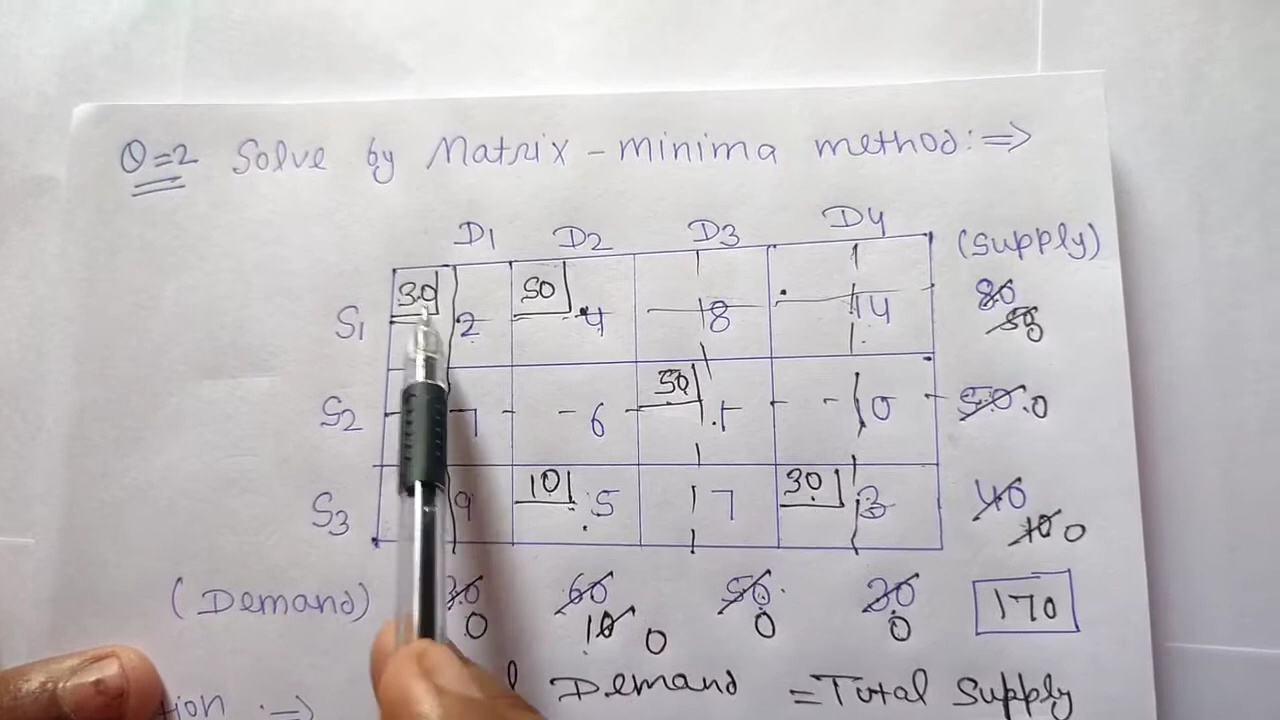 Q=2 Solve by Matrix-minima method:⇒
D1 D2 D3 D4 (Supply)
30 50 80
S1 2 4 8 14 50
50
S2 7 6 1 0 50 0
10 30
S3 9 5 7 3 40
10 0
(Demand) 30 60 50 30 170
0 10 0 0 0
Demand = Total Supply